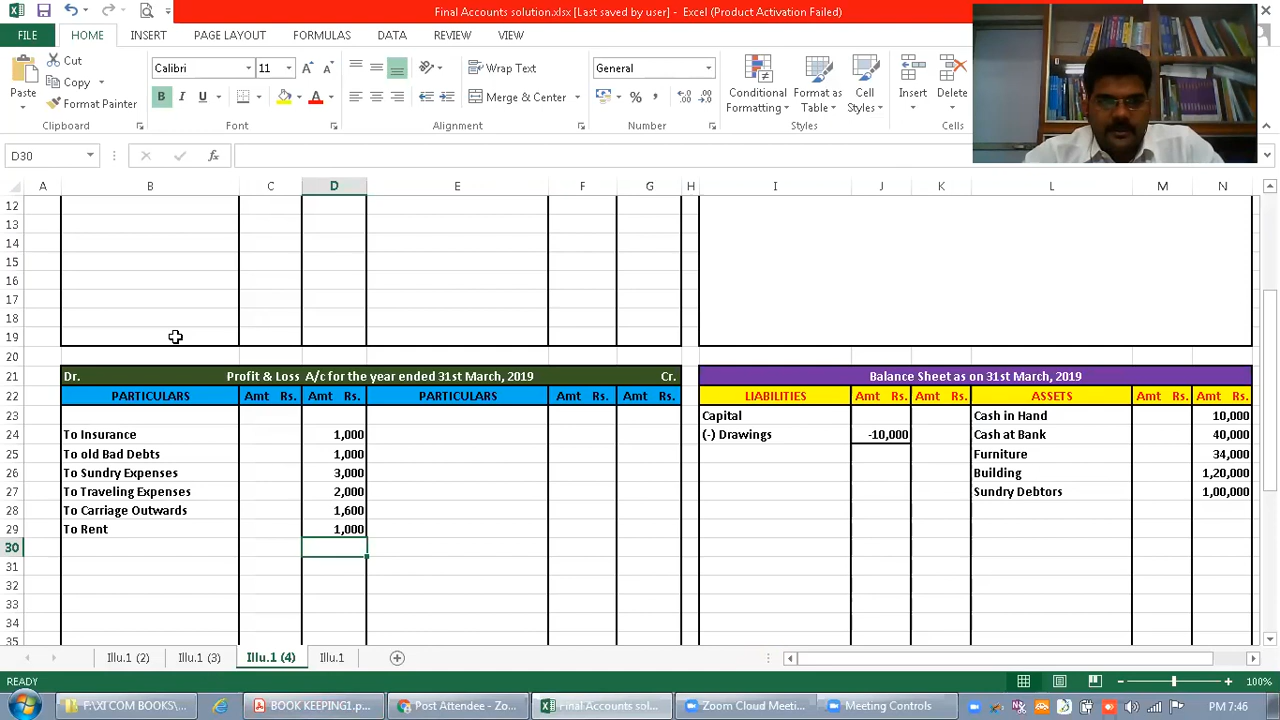 Final Accounts solution.xlsx [Last saved by user] - Excel (Product Activation Failed)
FILE HOME INSERT PAGE LAYOUT FORMULAS DATA REVIEW VIEW
Cut
Copy
Format Painter
Paste
Calibri 11
B I U
Wrap Text
Merge & Center
General
% ,
Conditional Formatting
Format as Table
Cell Styles
Insert Delete
Clipboard Font Alignment Number Styles Cells
D30
A B C D E F G H I J K L M N
12
13
14
15
16
17
18
19
20
21 Dr. Profit & Loss A/c for the year ended 31st March, 2019 Cr. Balance Sheet as on 31st March, 2019
22 PARTICULARS Amt Rs. Amt Rs. PARTICULARS Amt Rs. Amt Rs. LIABILITIES Amt Rs. Amt Rs. ASSETS Amt Rs. Amt Rs.
23 Capital Cash in Hand 10,000
24 To Insurance 1,000 (-) Drawings -10,000 Cash at Bank 40,000
25 To old Bad Debts 1,000 Furniture 34,000
26 To Sundry Expenses 3,000 Building 1,20,000
27 To Traveling Expenses 2,000 Sundry Debtors 1,00,000
28 To Carriage Outwards 1,600
29 To Rent 1,000
30
31
32
33
34
35
Illu.1 (2) Illu.1 (3) Illu.1 (4) Illu.1
READY 100%
P:\XI COM BOOKS\... BOOK KEEPING1.p... Post Attendee - Zo... Final Accounts solu... Zoom Cloud Meeti... Meeting Controls PM 7:46